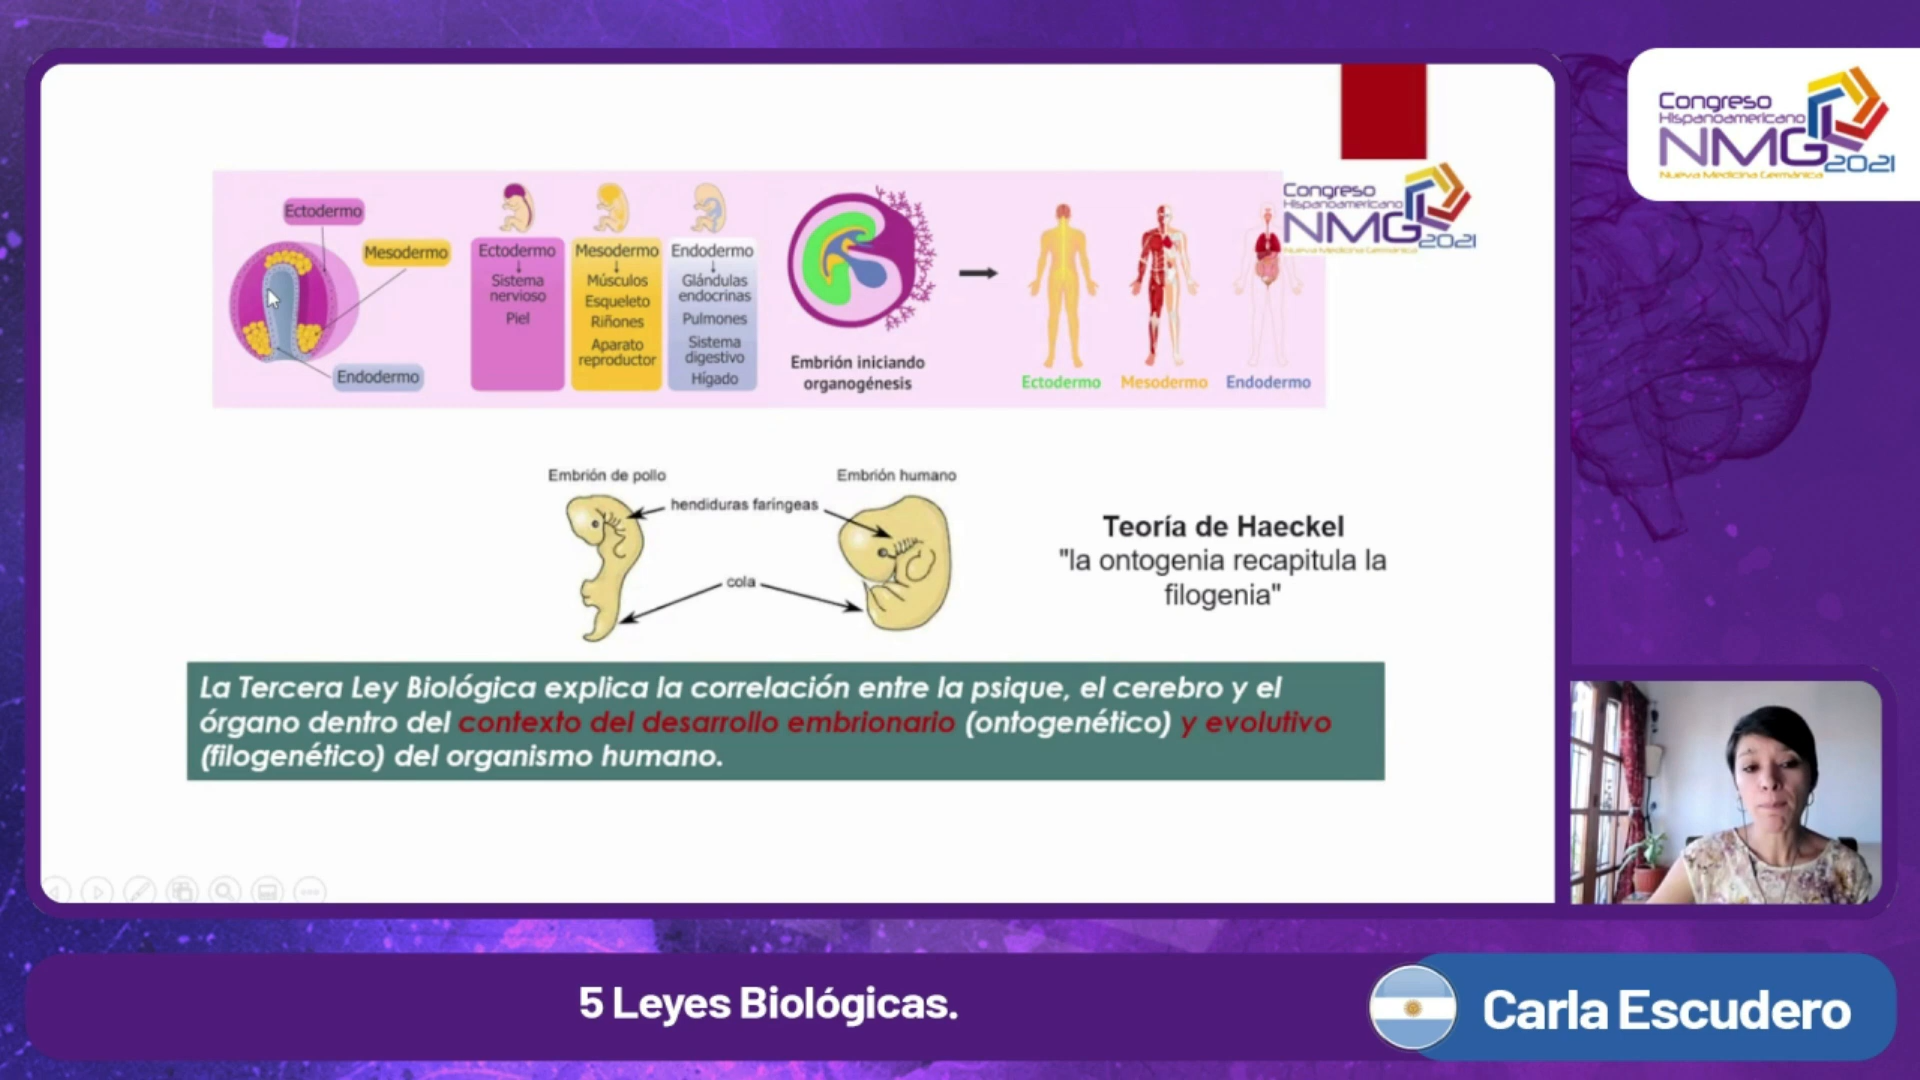 Congreso
Hispanoamericano
NMG 2021
Nueva Medicina Germánica
Congreso
Hispanoamericano
NMG 2021
Nueva Medicina Germánica
Ectodermo
Mesodermo
Endodermo
Ectodermo
Sistema
nervioso
Piel
Mesodermo
Músculos
Esqueleto
Riñones
Aparato
reproductor
Endodermo
Glándulas
endocrinas
Pulmones
Sistema
digestivo
Hígado
Embrión iniciando
organogénesis
Ectodermo
Mesodermo
Endodermo
Embrión de pollo
Embrión humano
hendiduras faríngeas
cola
Teoría de Haeckel
"la ontogenia recapitula la
filogenia"
La Tercera Ley Biológica explica la correlación entre la psique, el cerebro y el
órgano dentro del contexto del desarrollo embrionario (ontogenético) y evolutivo
(filogenético) del organismo humano.
5 Leyes Biológicas.
Carla Escudero